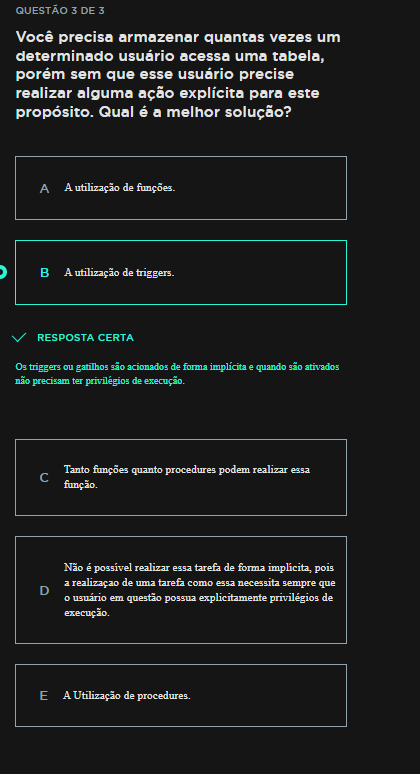 QUESTÃO 3 DE 3
Você precisa armazenar quantas vezes um
determinado usuário acessa uma tabela,
porém sem que esse usuário precise
realizar alguma ação explícita para este
propósito. Qual é a melhor solução?
A A utilização de funções.
B A utilização de triggers.
RESPOSTA CERTA
Os triggers ou gatilhos são acionados de forma implícita e quando são ativados
não precisam ter privilégios de execução.
C Tanto funções quanto procedures podem realizar essa
função.
Não é possível realizar essa tarefa de forma implícita, pois
a realizaçao de uma tarefa como essa necessita sempre que
D o usuário em questão possua explicitamente privilégios de
execução.
E A Utilização de procedures.